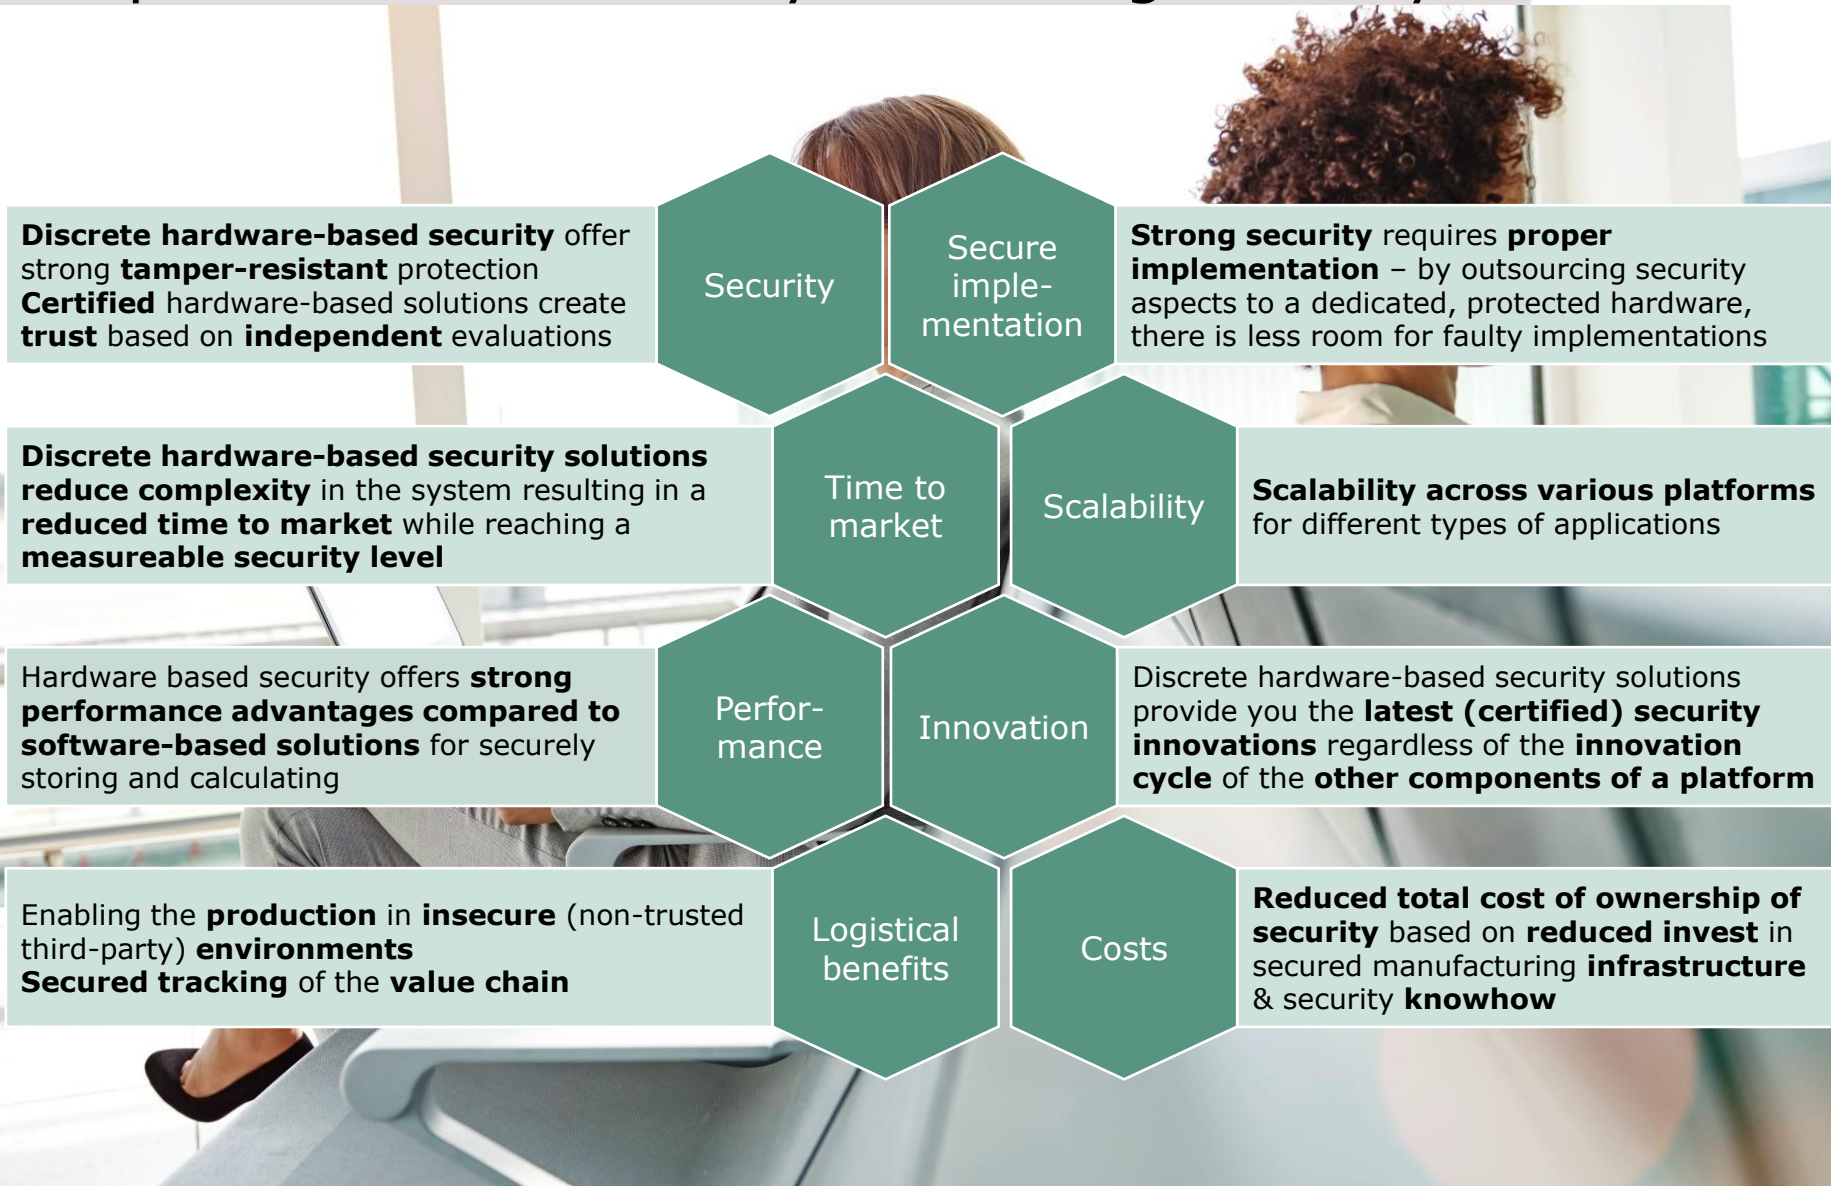 Discrete hardware-based security offer
strong tamper-resistant protection
Certified hardware-based solutions create
trust based on independent evaluations
Security
Secure
imple-
mentation
Strong security requires proper
implementation – by outsourcing security
aspects to a dedicated, protected hardware,
there is less room for faulty implementations
Discrete hardware-based security solutions
reduce complexity in the system resulting in a
reduced time to market while reaching a
measureable security level
Time to
market
Scalability
Scalability across various platforms
for different types of applications
Hardware based security offers strong
performance advantages compared to
software-based solutions for securely
storing and calculating
Perfor-
mance
Innovation
Discrete hardware-based security solutions
provide you the latest (certified) security
innovations regardless of the innovation
cycle of the other components of a platform
Enabling the production in insecure (non-trusted
third-party) environments
Secured tracking of the value chain
Logistical
benefits
Costs
Reduced total cost of ownership of
security based on reduced invest in
secured manufacturing infrastructure
& security knowhow